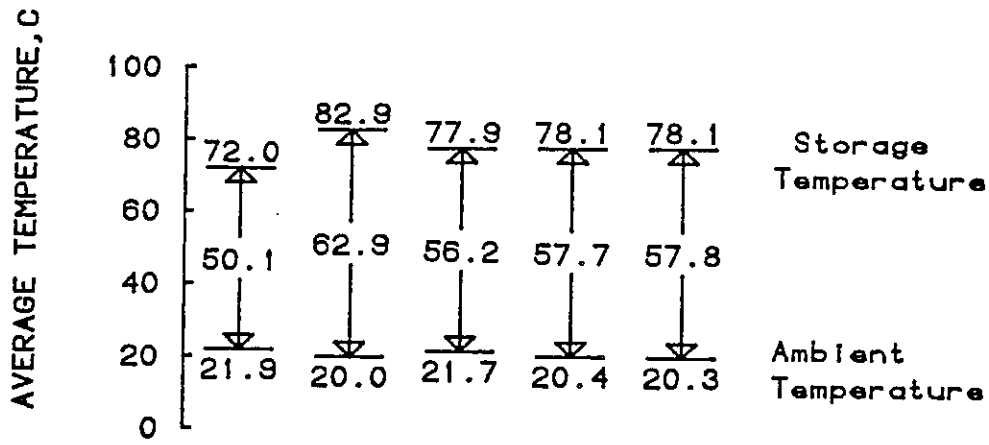 AVERAGE TEMPERATURE, C
100
80
60
40
20
0
72.0 82.9 77.9 78.1 78.1
50.1 62.9 56.2 57.7 57.8
21.9 20.0 21.7 20.4 20.3
Storage
Temperature
Ambient
Temperature